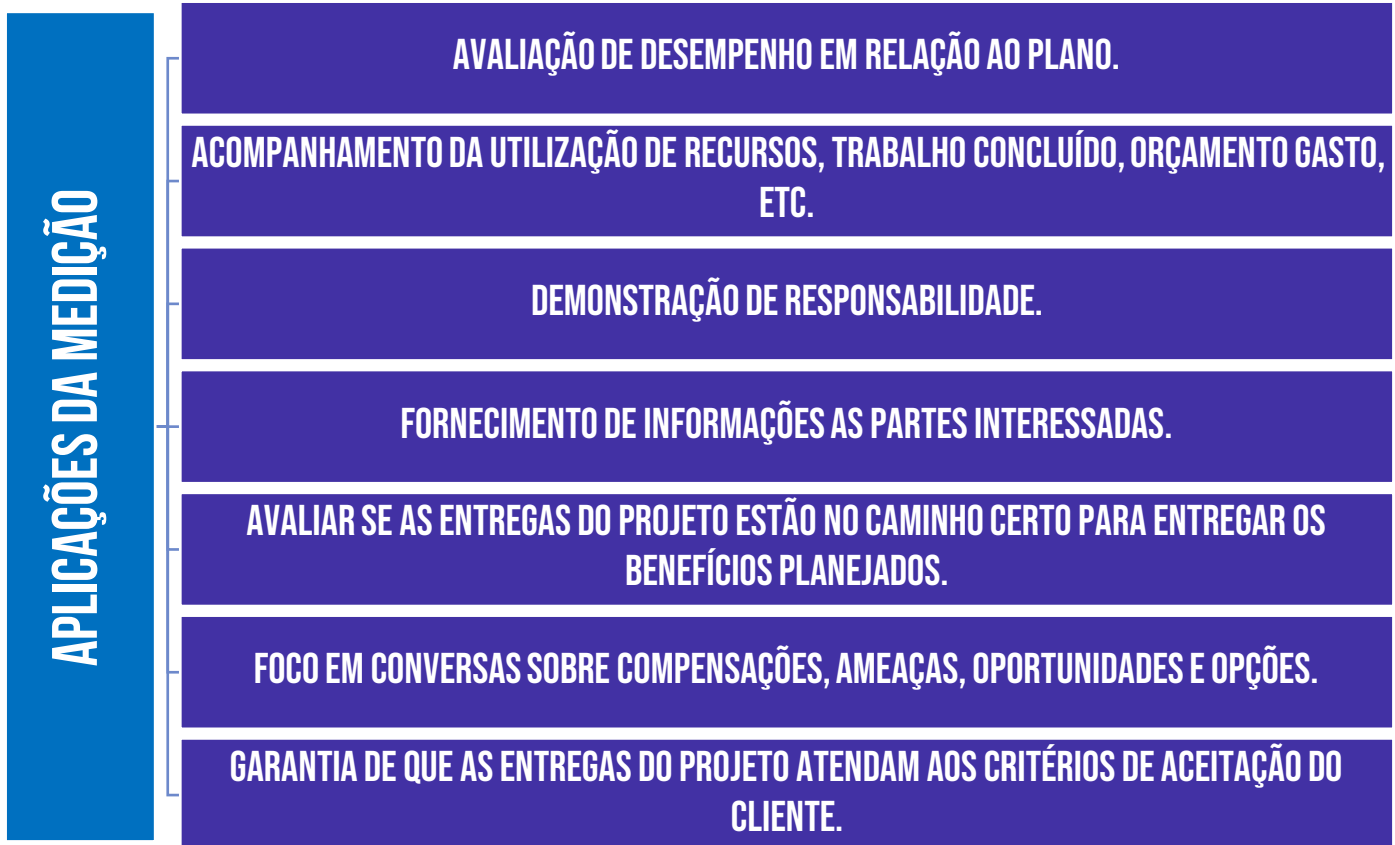 APLICAÇÕES DA MEDIÇÃO
AVALIAÇÃO DE DESEMPENHO EM RELAÇÃO AO PLANO.
ACOMPANHAMENTO DA UTILIZAÇÃO DE RECURSOS, TRABALHO CONCLUÍDO, ORÇAMENTO GASTO,
ETC.
DEMONSTRAÇÃO DE RESPONSABILIDADE.
FORNECIMENTO DE INFORMAÇÕES AS PARTES INTERESSADAS.
AVALIAR SE AS ENTREGAS DO PROJETO ESTÃO NO CAMINHO CERTO PARA ENTREGAR OS
BENEFÍCIOS PLANEJADOS.
FOCO EM CONVERSAS SOBRE COMPENSAÇÕES, AMEAÇAS, OPORTUNIDADES E OPÇÕES.
GARANTIA DE QUE AS ENTREGAS DO PROJETO ATENDAM AOS CRITÉRIOS DE ACEITAÇÃO DO
CLIENTE.